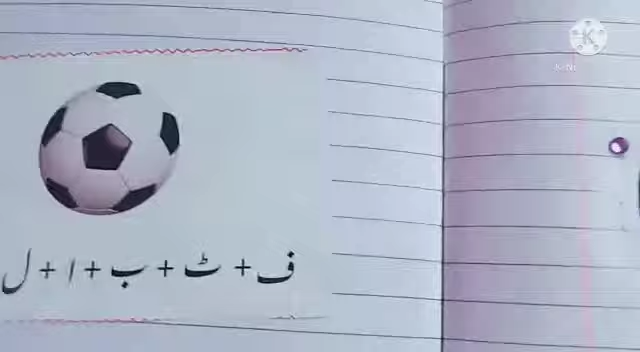 ف + ٹ + ب + ا + ل